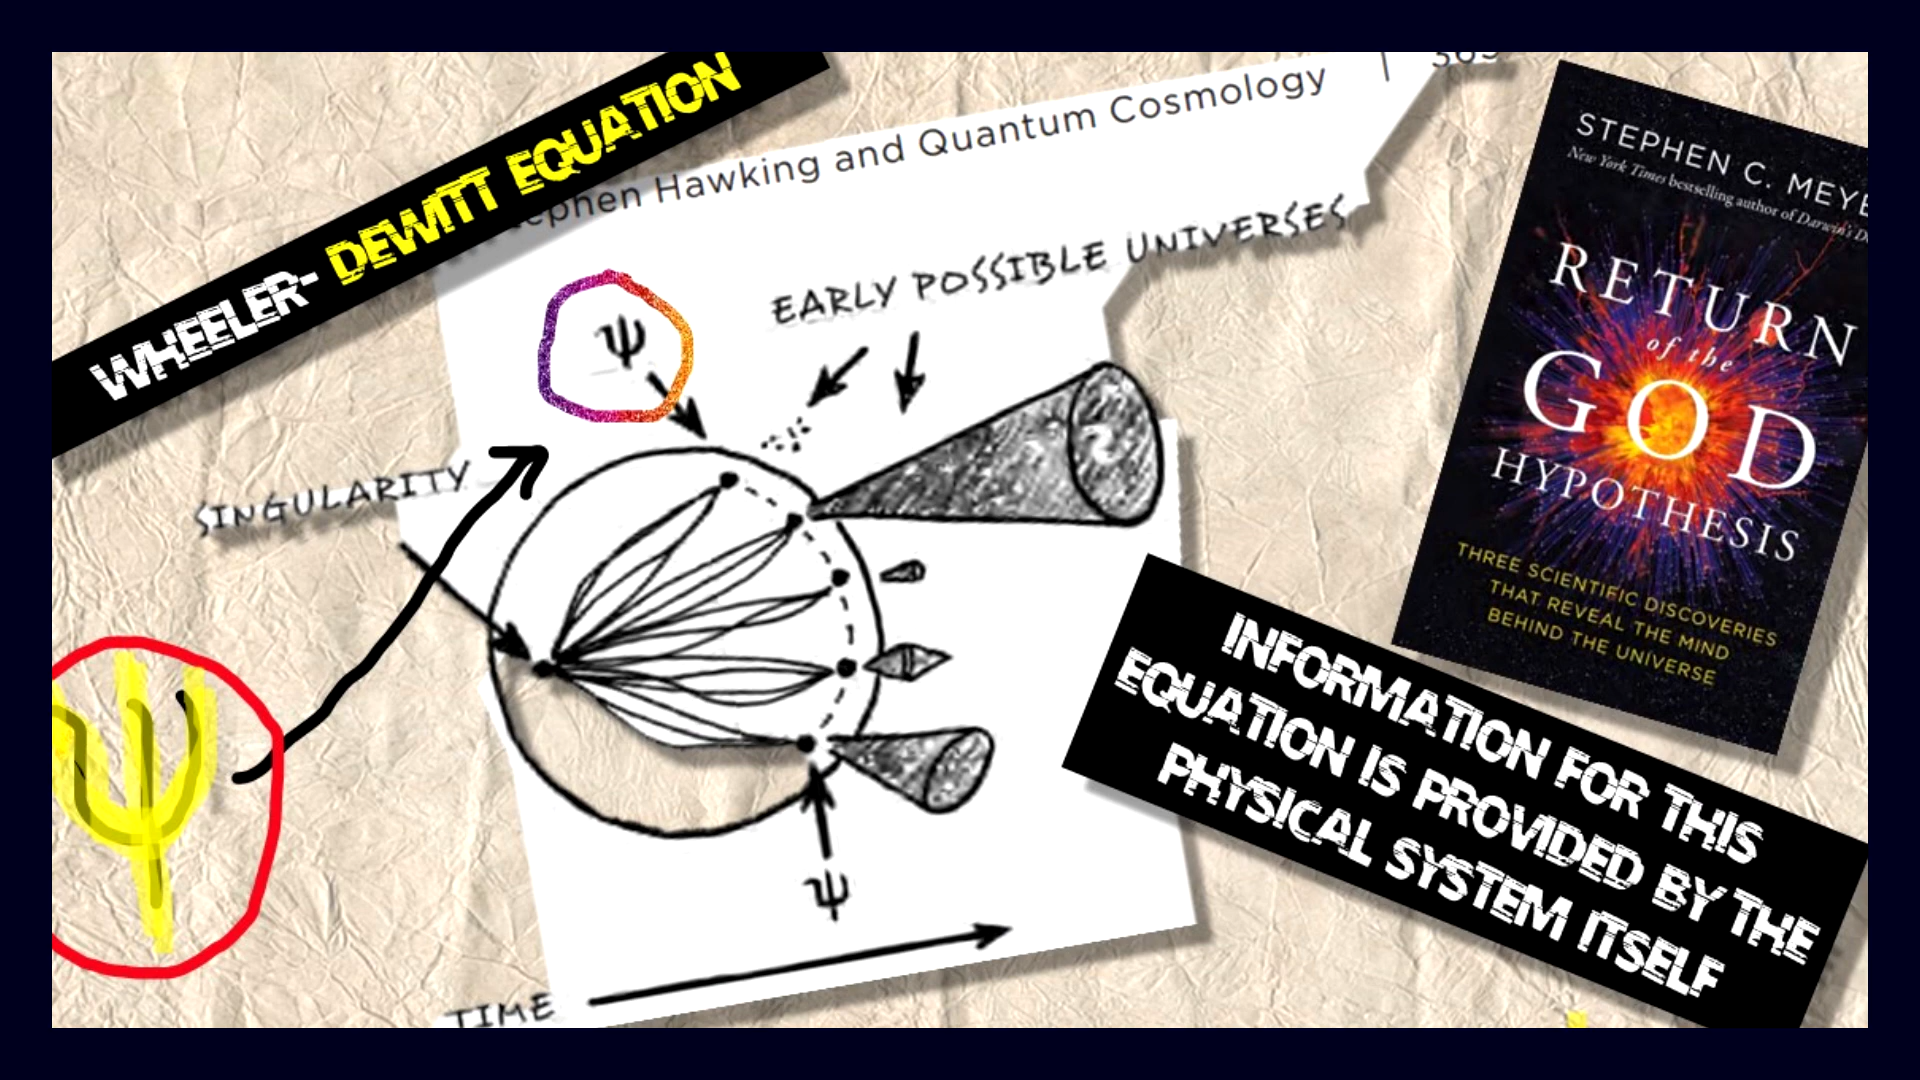 WHEELER- DEWITT EQUATION
Stephen Hawking and Quantum Cosmology | 365
ψ
EARLY POSSIBLE UNIVERSES
SINGULARITY
ψ
ψ
TIME
STEPHEN C. MEYE
New York Times bestselling author of Darwin's D
RETURN
of the
GOD
HYPOTHESIS
THREE SCIENTIFIC DISCOVERIES
THAT REVEAL THE MIND
BEHIND THE UNIVERSE
INFORMATION FOR THIS
EQUATION IS PROVIDED BY THE
PHYSICAL SYSTEM ITSELF